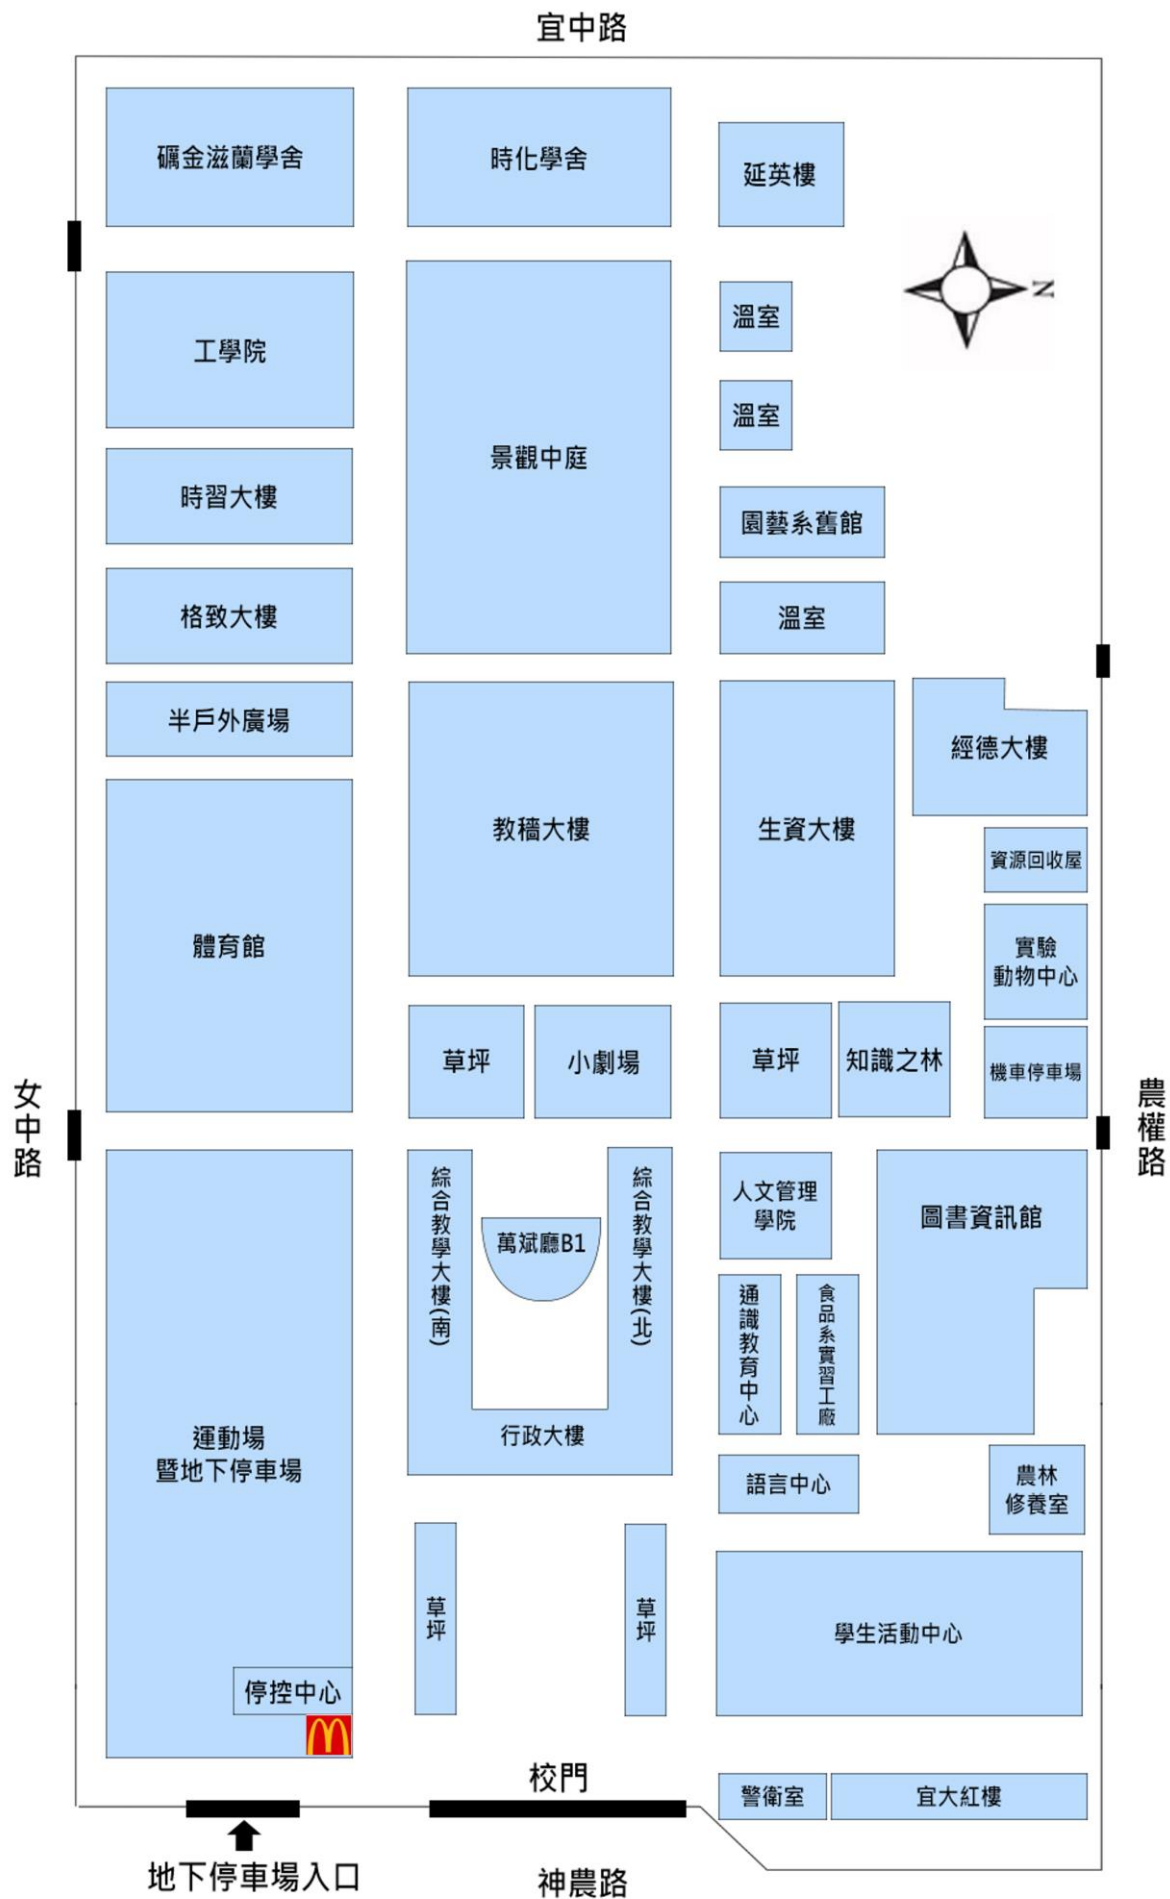 宜中路
礪金滋蘭學舍
時化學舍
延英樓
N
工學院
景觀中庭
溫室
溫室
時習大樓
園藝系舊館
格致大樓
溫室
半戶外廣場
教穡大樓
生資大樓
經德大樓
資源回收屋
體育館
實驗
動物中心
草坪
小劇場
草坪
知識之林
機車停車場
女中路
農權路
綜合教學大樓(南)
萬斌廳B1
綜合教學大樓(北)
人文管理
學院
圖書資訊館
通識教育中心
食品系實習工廠
運動場
暨地下停車場
行政大樓
語言中心
農林
修養室
草坪
草坪
學生活動中心
停控中心
校門
警衛室
宜大紅樓
地下停車場入口
神農路